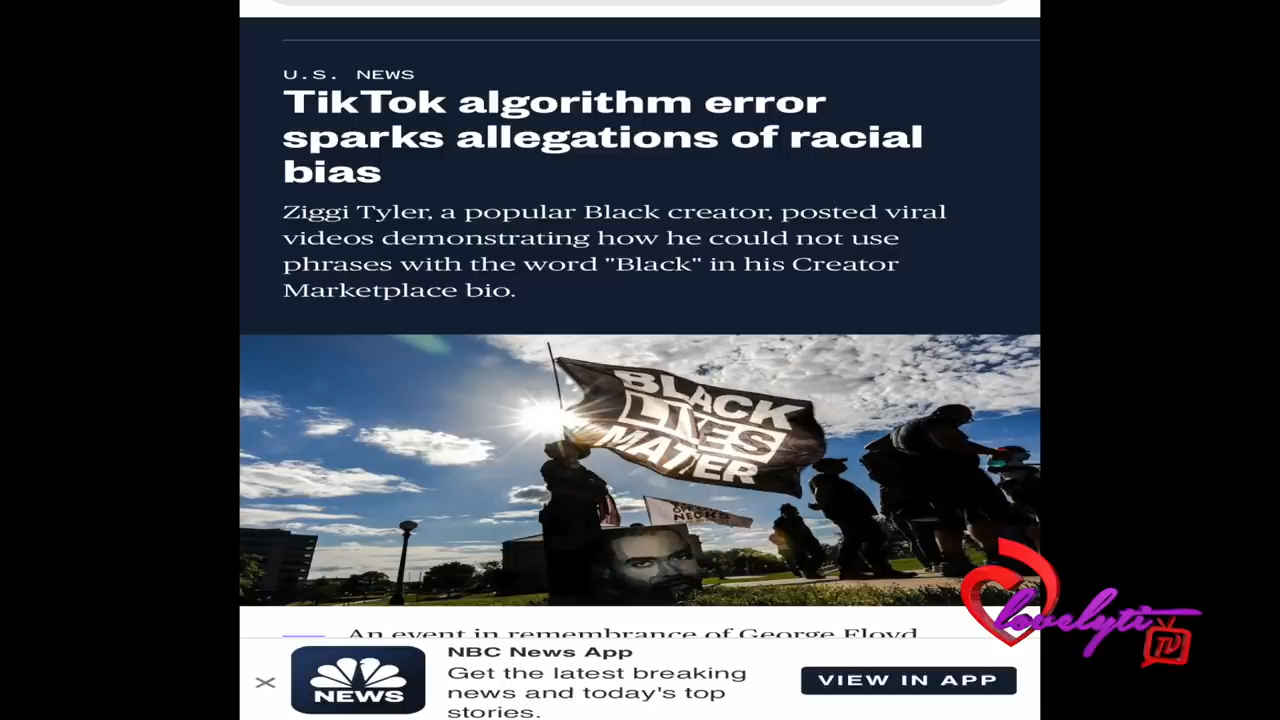 U.S. NEWS
TikTok algorithm error
sparks allegations of racial
bias
Ziggi Tyler, a popular Black creator, posted viral
videos demonstrating how he could not use
phrases with the word "Black" in his Creator
Marketplace bio.
BLACK
LIVES
MATTER
NECKS
An event in remembrance of George Floyd
NBC News App
Get the latest breaking
news and today's top
stories.
NEWS
VIEW IN APP
lovelyti
TV